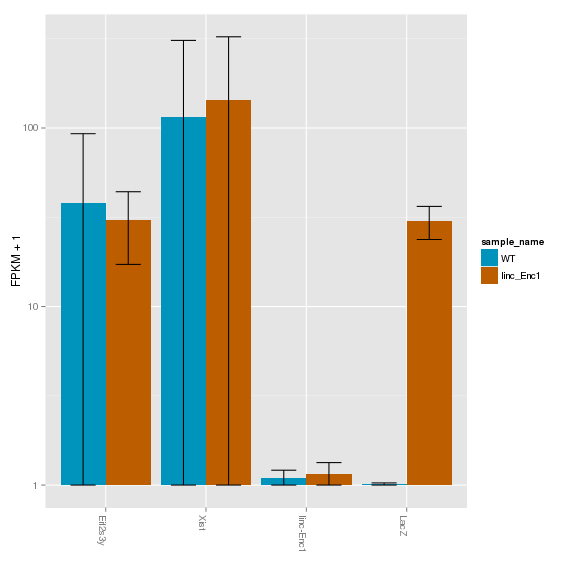 FPKM + 1
100
10
1
Eif2s3y
Xist
linc-Enc1
LacZ
sample_name
WT
linc_Enc1